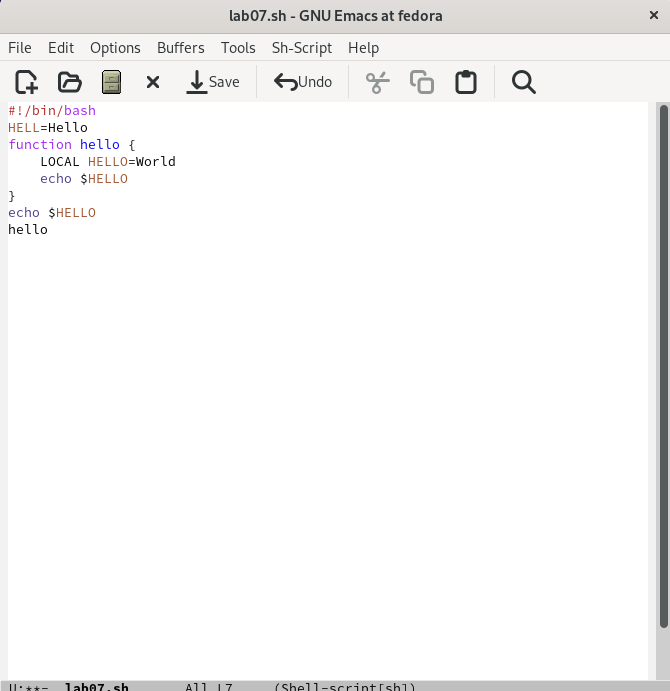 lab07.sh - GNU Emacs at fedora
File Edit Options Buffers Tools Sh-Script Help
Save Undo
#!/bin/bash
HELL=Hello
function hello {
    LOCAL HELLO=World
    echo $HELLO
}
echo $HELLO
hello
U:**- lab07.sh All L7 (Shell-script[sh])